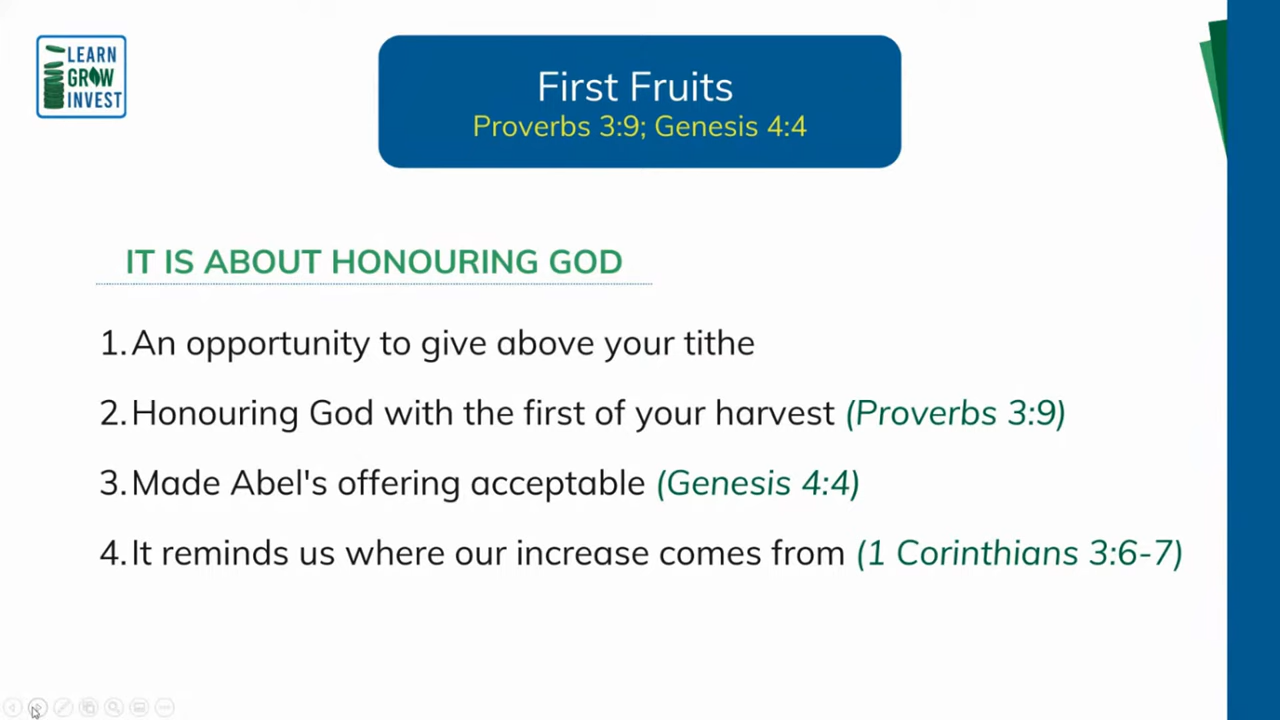 LEARN
GROW
INVEST
First Fruits
Proverbs 3:9; Genesis 4:4
IT IS ABOUT HONOURING GOD
1. An opportunity to give above your tithe
2. Honouring God with the first of your harvest (Proverbs 3:9)
3. Made Abel's offering acceptable (Genesis 4:4)
4. It reminds us where our increase comes from (1 Corinthians 3:6-7)